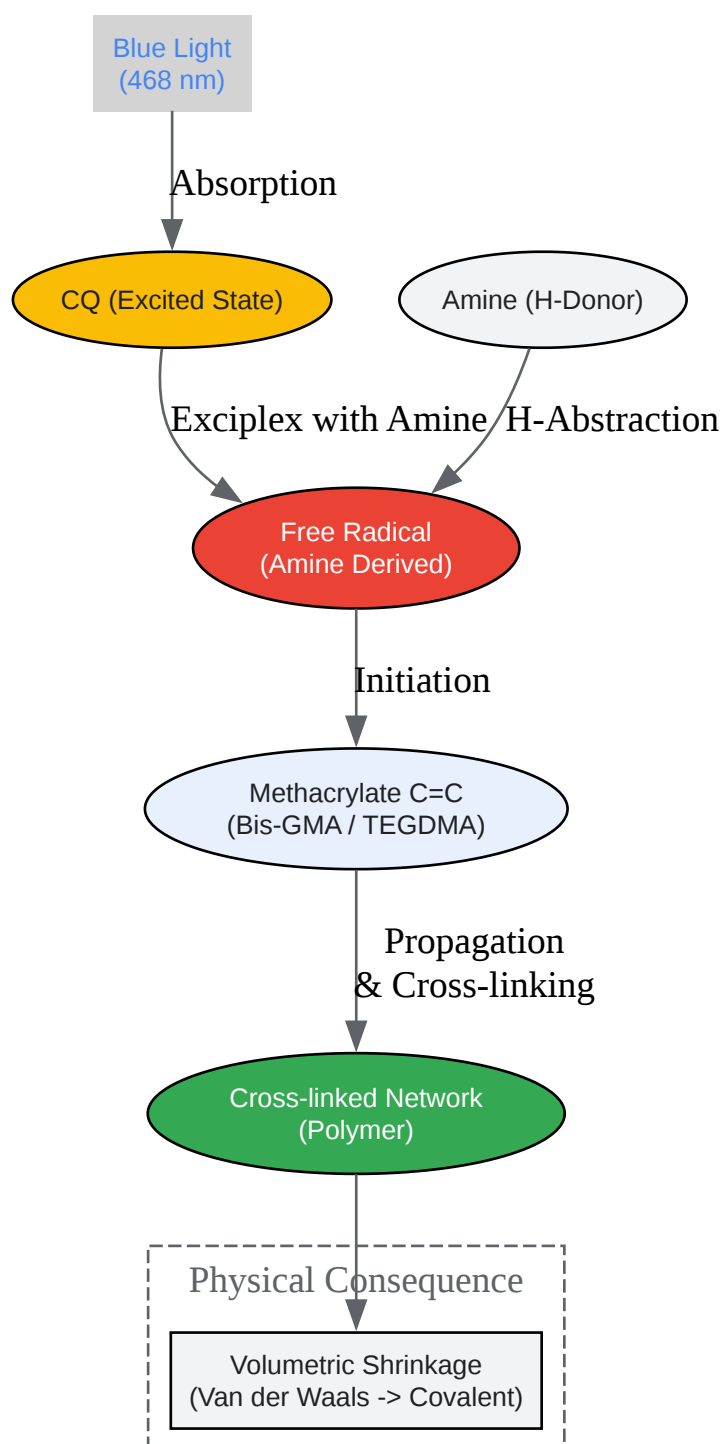 Blue Light
(468 nm)
Absorption
CQ (Excited State)
Amine (H-Donor)
Exciplex with Amine
H-Abstraction
Free Radical
(Amine Derived)
Initiation
Methacrylate C=C
(Bis-GMA / TEGDMA)
Propagation
& Cross-linking
Cross-linked Network
(Polymer)
Physical Consequence
Volumetric Shrinkage
(Van der Waals -> Covalent)